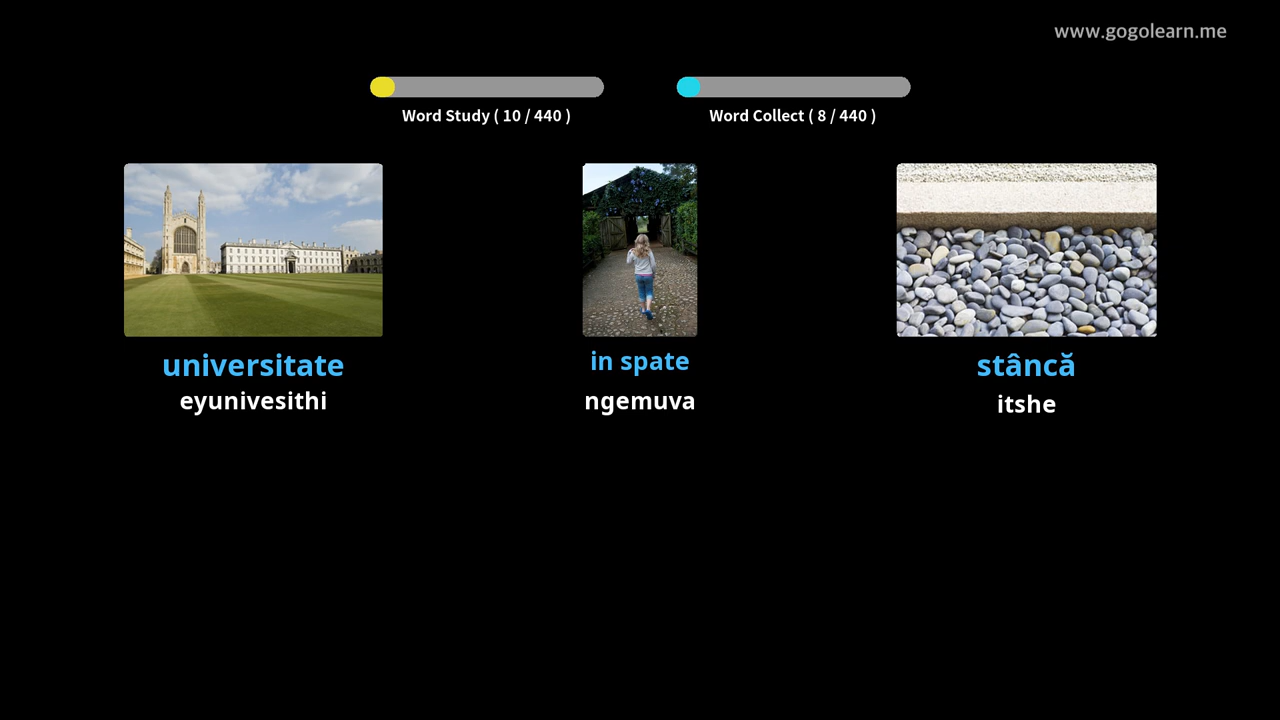 www.gogolearn.me
Word Study ( 10 / 440 )
Word Collect ( 8 / 440 )
universitate
eyunivesithi
in spate
ngemuva
stâncă
itshe